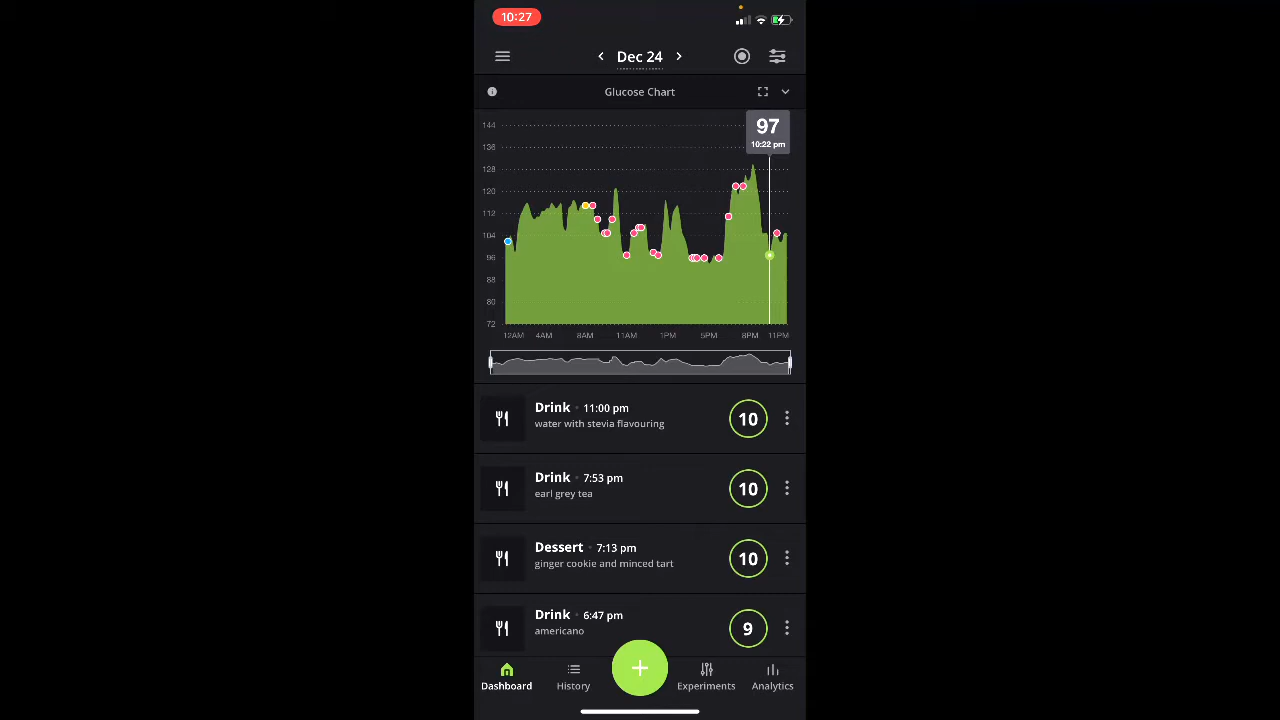 10:27
Dec 24
Glucose Chart
97
10:22 pm
144
136
128
120
112
104
96
88
80
72
12AM 4AM 8AM 11AM 1PM 5PM 8PM 11PM
Drink • 11:00 pm
water with stevia flavouring
10
Drink • 7:53 pm
earl grey tea
10
Dessert • 7:13 pm
ginger cookie and minced tart
10
Drink • 6:47 pm
americano
9
Dashboard History Experiments Analytics